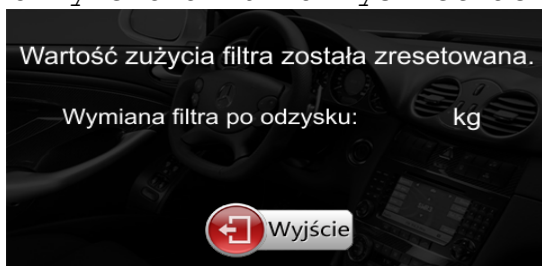 Wartość zużycia filtra została zresetowana.
Wymiana filtra po odzysku: kg
Wyjście